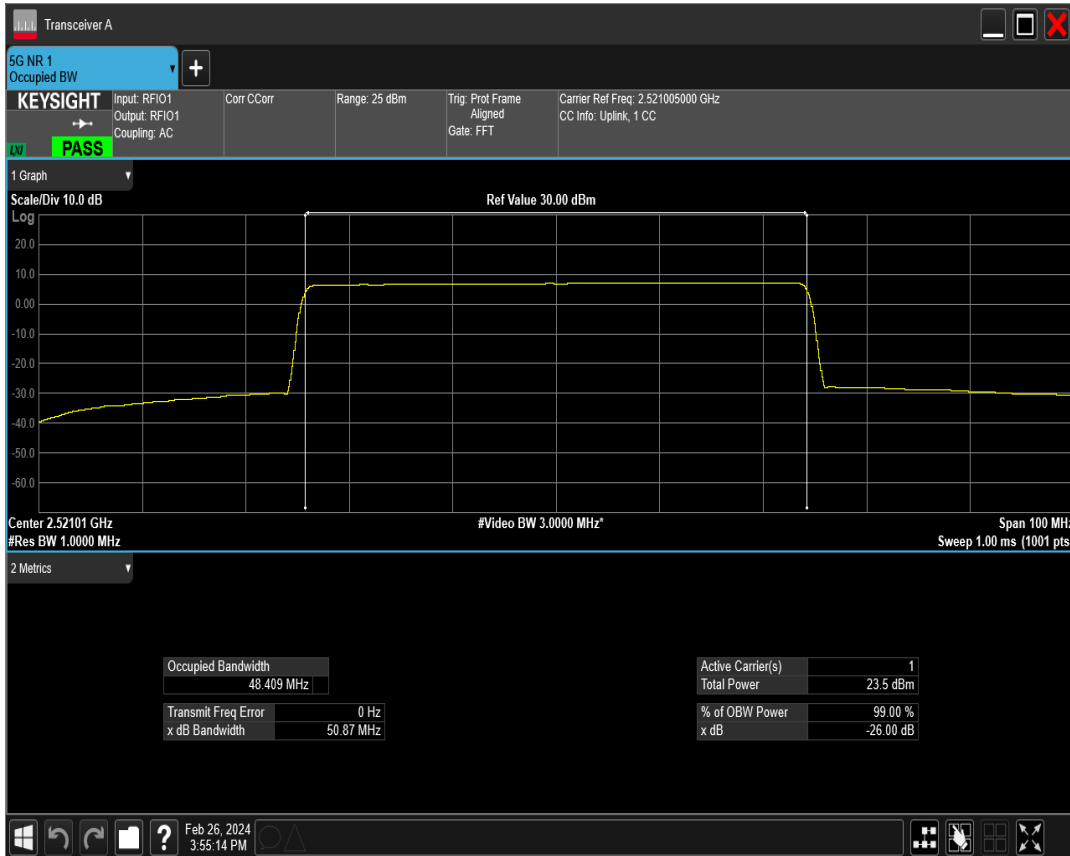 Transceiver A
5G NR 1
Occupied BW
KEYSIGHT
LXI
PASS
Input: RFIO1
Output: RFIO1
Coupling: AC
Corr CCorr
Range: 25 dBm
Trig: Prot Frame
Aligned
Gate: FFT
Carrier Ref Freq: 2.521005000 GHz
CC Info: Uplink, 1 CC
1 Graph
Scale/Div 10.0 dB
Ref Value 30.00 dBm
Log
20.0
10.0
0.00
-10.0
-20.0
-30.0
-40.0
-50.0
-60.0
Center 2.52101 GHz
#Video BW 3.0000 MHz*
Span 100 MHz
#Res BW 1.0000 MHz
Sweep 1.00 ms (1001 pts
2 Metrics
Occupied Bandwidth
48.409 MHz
Transmit Freq Error 0 Hz
x dB Bandwidth 50.87 MHz
Active Carrier(s) 1
Total Power 23.5 dBm
% of OBW Power 99.00 %
x dB -26.00 dB
Feb 26, 2024
3:55:14 PM